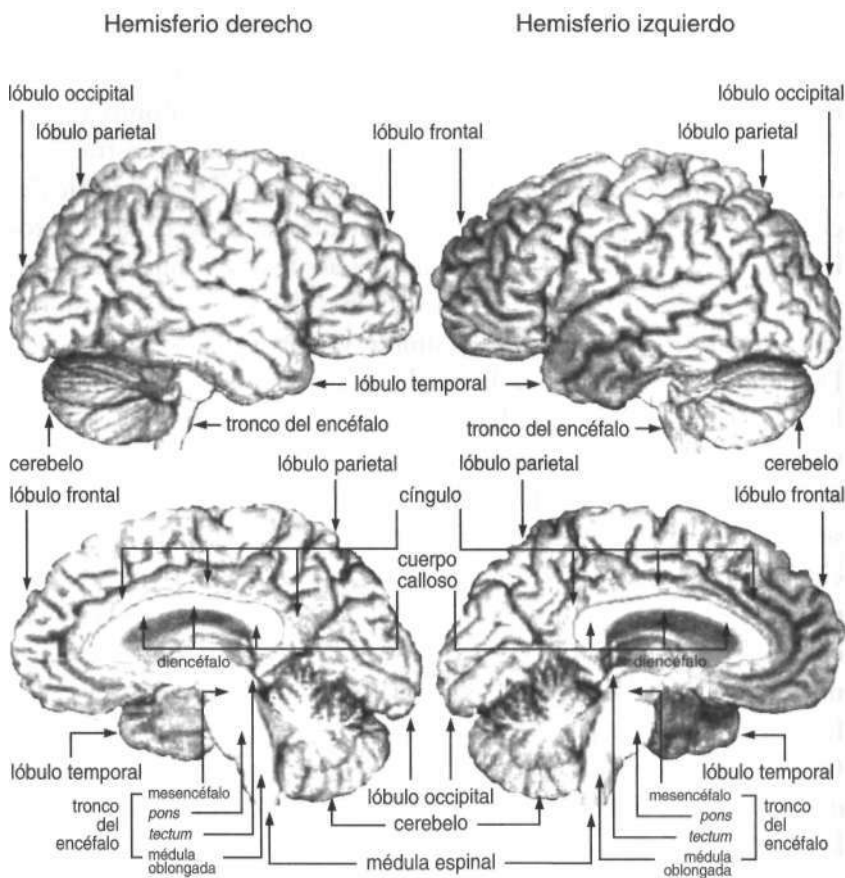 Hemisferio derecho
Hemisferio izquierdo
lóbulo occipital
lóbulo occipital
lóbulo parietal
lóbulo frontal
lóbulo parietal
lóbulo temporal
tronco del encéfalo
tronco del encéfalo
cerebelo
lóbulo parietal
lóbulo parietal
cerebelo
lóbulo frontal
cíngulo
lóbulo frontal
cuerpo
calloso
diencéfalo
diencéfalo
lóbulo temporal
lóbulo occipital
lóbulo temporal
tronco
del
encéfalo
mesencéfalo
pons
tectum
médula
oblongada
cerebelo
médula espinal
mesencéfalo
pons
tectum
médula
oblongada
tronco
del
encéfalo